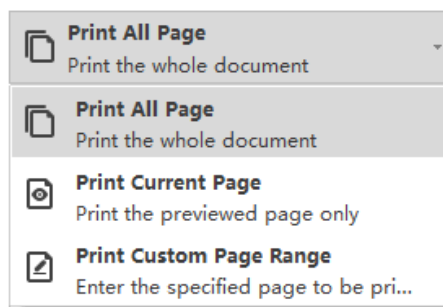 Print All Page
Print the whole document
Print All Page
Print the whole document
Print Current Page
Print the previewed page only
Print Custom Page Range
Enter the specified page to be pri...